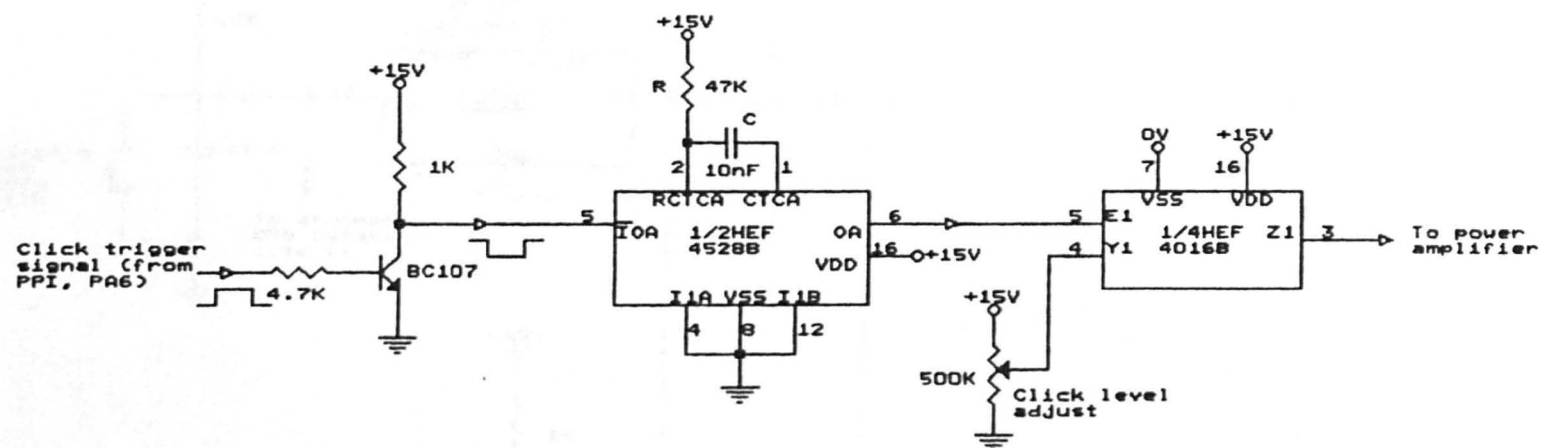 +15V
+15V
R 47K
C
0V +15V
1K
2 10nF 1
7 16
RCTCA CTCA
VSS VDD
5 I0A 1/2HEF 0A 6
4528B
5 E1 1/4HEF Z1 3
4 Y1 4016B
To power
amplifier
Click trigger
signal (from
PPI, PA6)
4.7K
BC107
VDD 16 +15V
I1A VSS I1B
4 8 12
+15V
500K
Click level
adjust